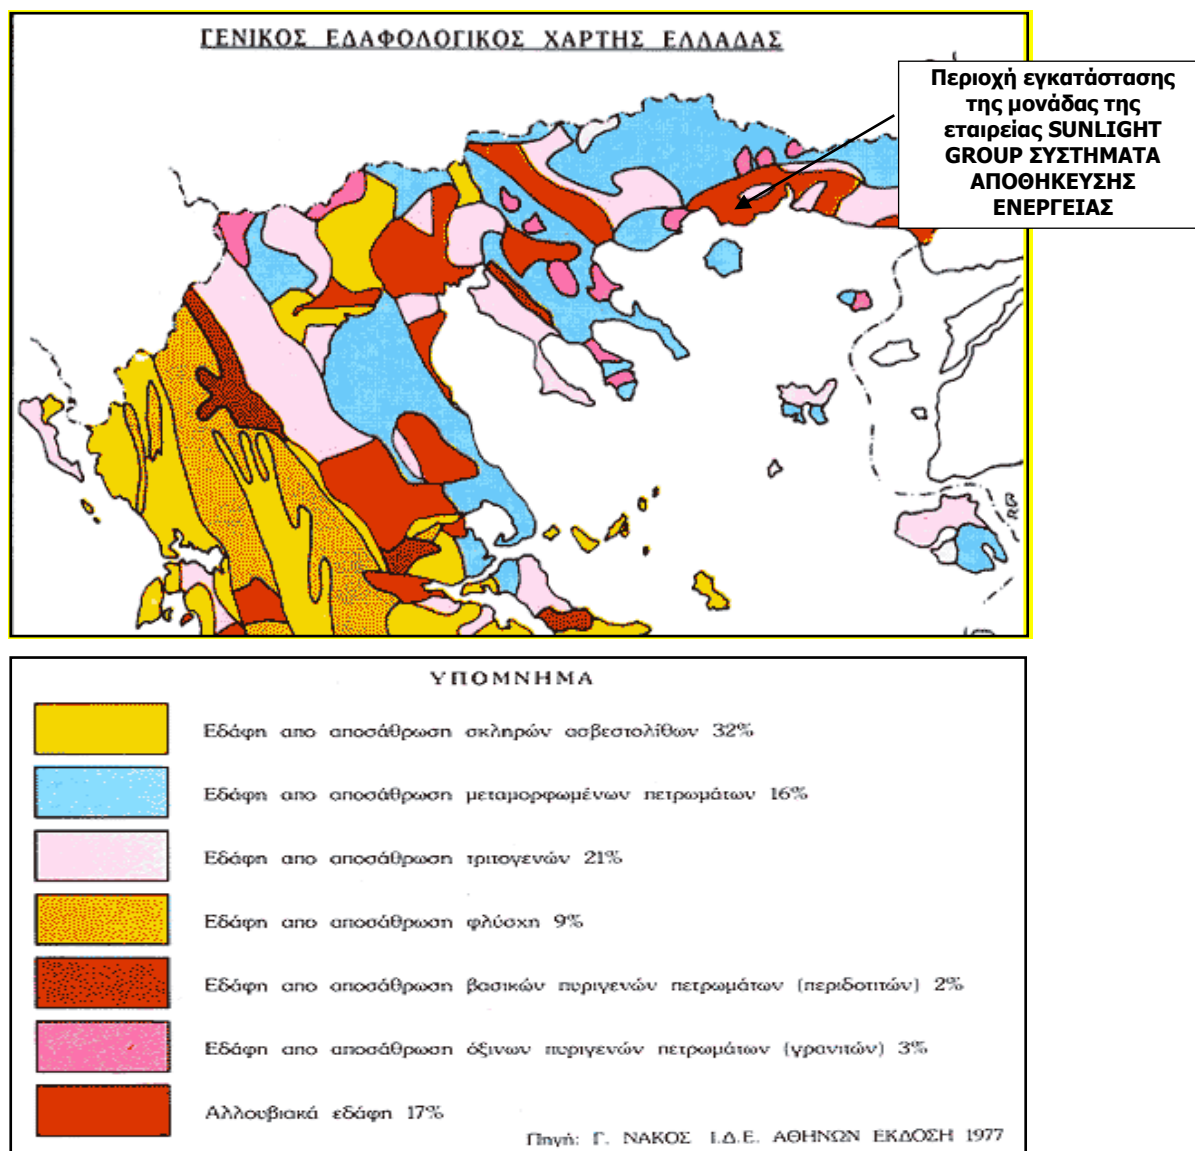 ΓΕΝΙΚΟΣ ΕΔΑΦΟΛΟΓΙΚΟΣ ΧΑΡΤΗΣ ΕΛΛΑΔΑΣ
Περιοχή εγκατάστασης
της μονάδας της
εταιρείας SUNLIGHT
GROUP ΣΥΣΤΗΜΑΤΑ
ΑΠΟΘΗΚΕΥΣΗΣ
ΕΝΕΡΓΕΙΑΣ
ΥΠΟΜΝΗΜΑ
Εδάφη απο αποσάθρωση σκληρών ασβεστολίθων 32%
Εδάφη απο αποσάθρωση μεταμορφωμένων πετρωμάτων 16%
Εδάφη απο αποσάθρωση τριτογενών 21%
Εδάφη απο αποσάθρωση φλύσχη 9%
Εδάφη απο αποσάθρωση βασικών πυριγενών πετρωμάτων (περιδοτιτών) 2%
Εδάφη απο αποσάθρωση όξινων πυριγενών πετρωμάτων (γρανιτών) 3%
Αλλουβιακά εδάφη 17%
Πηγή: Γ. ΝΑΚΟΣ Ι.Δ.Ε. ΑΘΗΝΩΝ ΕΚΔΟΣΗ 1977